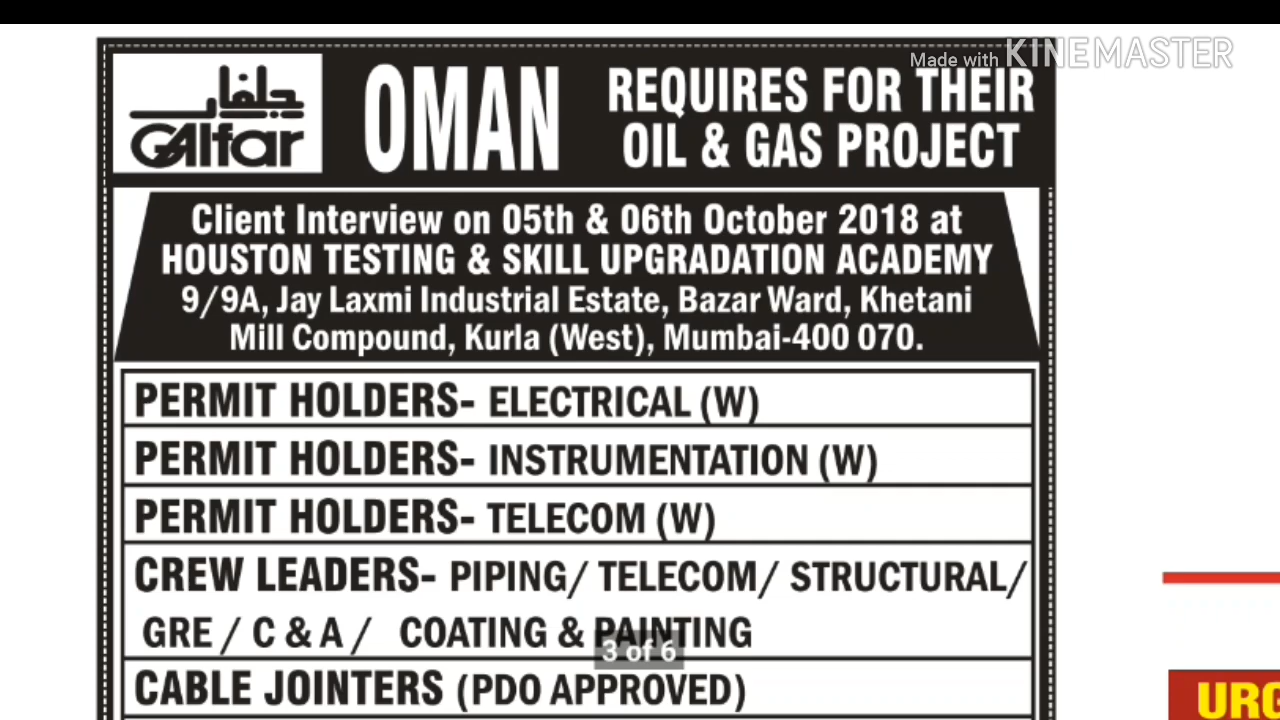 Made with KINEMASTER
جلفار
GAlfar
OMAN
REQUIRES FOR THEIR
OIL & GAS PROJECT
Client Interview on 05th & 06th October 2018 at
HOUSTON TESTING & SKILL UPGRADATION ACADEMY
9/9A, Jay Laxmi Industrial Estate, Bazar Ward, Khetani
Mill Compound, Kurla (West), Mumbai-400 070.
PERMIT HOLDERS- ELECTRICAL (W)
PERMIT HOLDERS- INSTRUMENTATION (W)
PERMIT HOLDERS- TELECOM (W)
CREW LEADERS- PIPING/ TELECOM/ STRUCTURAL/
GRE / C & A / COATING & PAINTING
3 of 6
CABLE JOINTERS (PDO APPROVED)